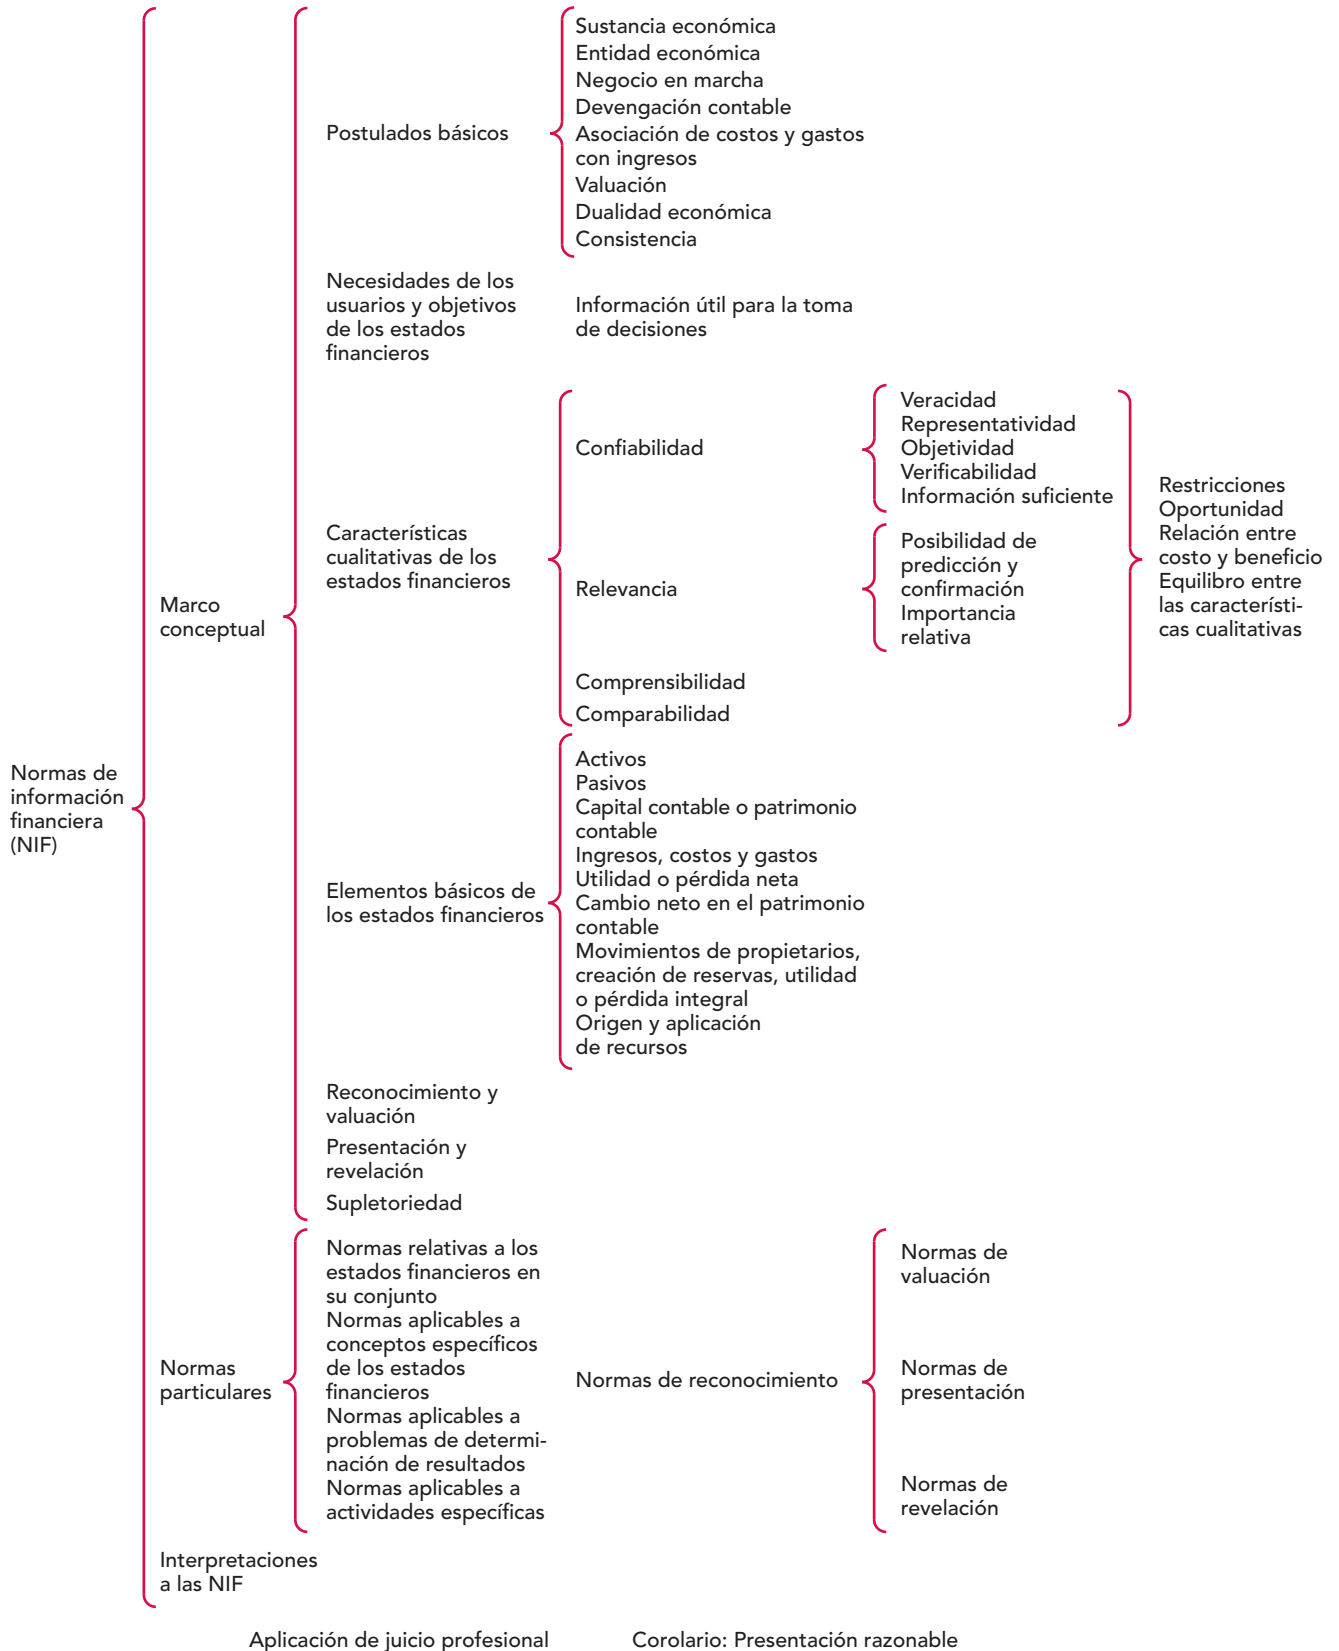 Normas de
información
financiera
(NIF)
Marco
conceptual
Postulados básicos
Sustancia económica
Entidad económica
Negocio en marcha
Devengación contable
Asociación de costos y gastos
con ingresos
Valuación
Dualidad económica
Consistencia
Necesidades de los
usuarios y objetivos
de los estados
financieros
Información útil para la toma
de decisiones
Características
cualitativas de los
estados financieros
Confiabilidad
Veracidad
Representatividad
Objetividad
Verificabilidad
Información suficiente
Relevancia
Posibilidad de
predicción y
confirmación
Importancia
relativa
Comprensibilidad
Comparabilidad
Restricciones
Oportunidad
Relación entre
costo y beneficio
Equilibro entre
las característi-
cas cualitativas
Elementos básicos de
los estados financieros
Activos
Pasivos
Capital contable o patrimonio
contable
Ingresos, costos y gastos
Utilidad o pérdida neta
Cambio neto en el patrimonio
contable
Movimientos de propietarios,
creación de reservas, utilidad
o pérdida integral
Origen y aplicación
de recursos
Reconocimiento y
valuación
Presentación y
revelación
Supletoriedad
Normas
particulares
Normas relativas a los
estados financieros en
su conjunto
Normas aplicables a
conceptos específicos
de los estados
financieros
Normas aplicables a
problemas de determi-
nación de resultados
Normas aplicables a
actividades específicas
Normas de reconocimiento
Normas de
valuación
Normas de
presentación
Normas de
revelación
Interpretaciones
a las NIF
Aplicación de juicio profesional
Corolario: Presentación razonable